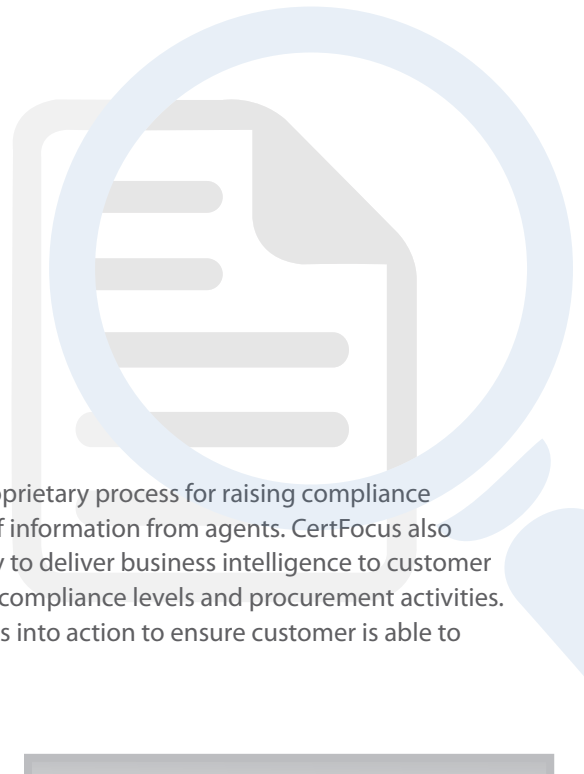 prietary process for raising compliance
information from agents. CertFocus also
to deliver business intelligence to customer
compliance levels and procurement activities.
into action to ensure customer is able to